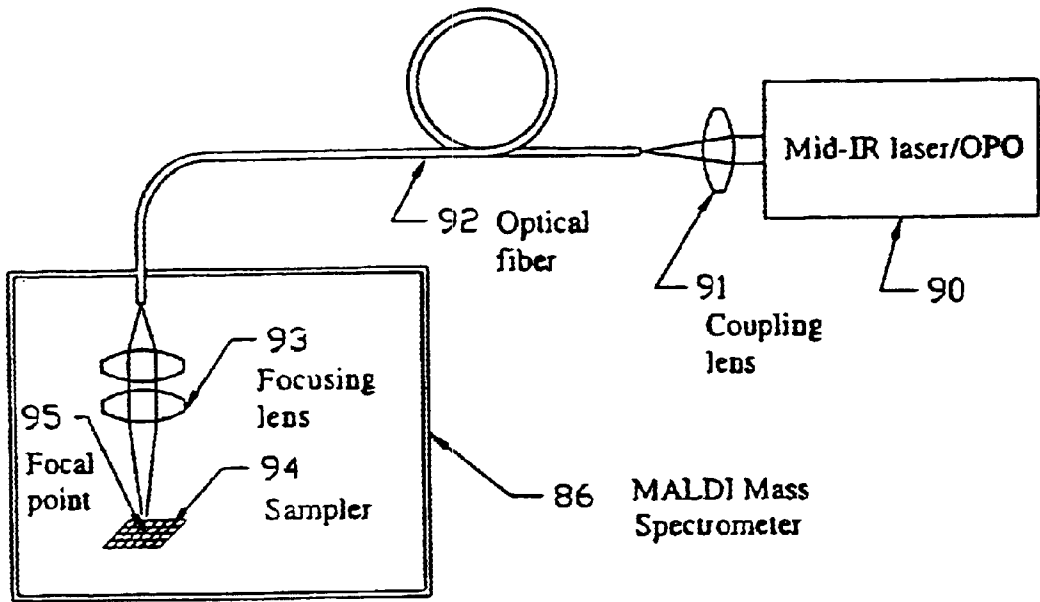 Mid-IR laser/OPO
92 Optical
fiber
91
Coupling
lens
90
93
Focusing
lens
95
Focal
point
94
Sampler
86 MALDI Mass
Spectrometer